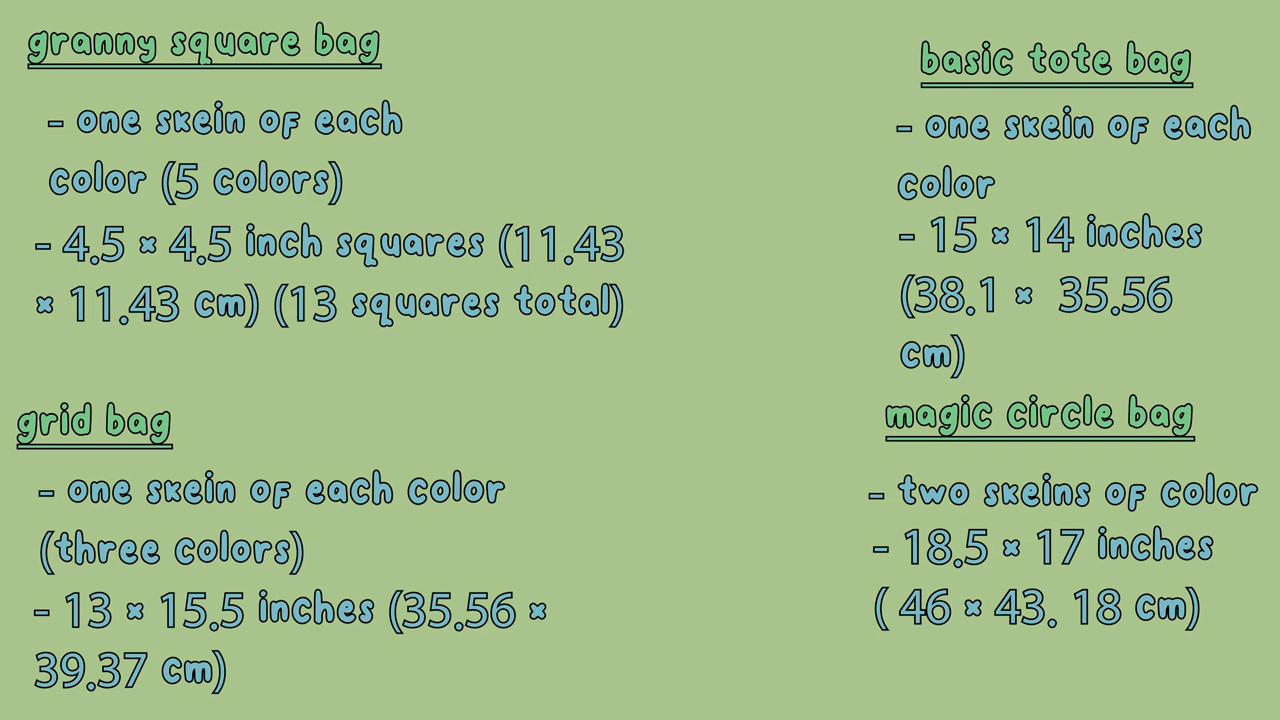 granny square bag
- one skein of each
color (5 colors)
- 4.5 × 4.5 inch squares (11.43
× 11.43 cm) (13 squares total)
grid bag
- one skein of each color
(three colors)
- 13 × 15.5 inches (35.56 ×
39.37 cm)
basic tote bag
- one skein of each
color
- 15 × 14 inches
(38.1 ×  35.56
cm)
magic circle bag
- two skeins of color
- 18.5 × 17 inches
( 46 × 43. 18 cm)